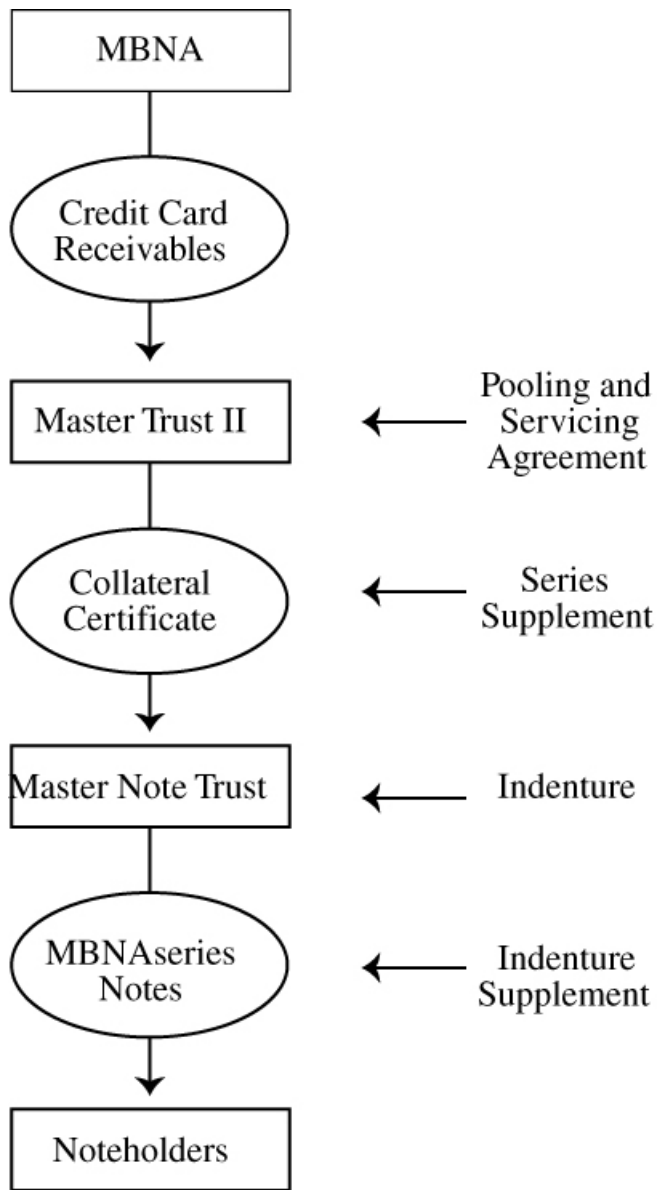 MBNA
Credit Card
Receivables
Master Trust II
Pooling and
Servicing
Agreement
Collateral
Certificate
Series
Supplement
Master Note Trust
Indenture
MBNAseries
Notes
Indenture
Supplement
Noteholders